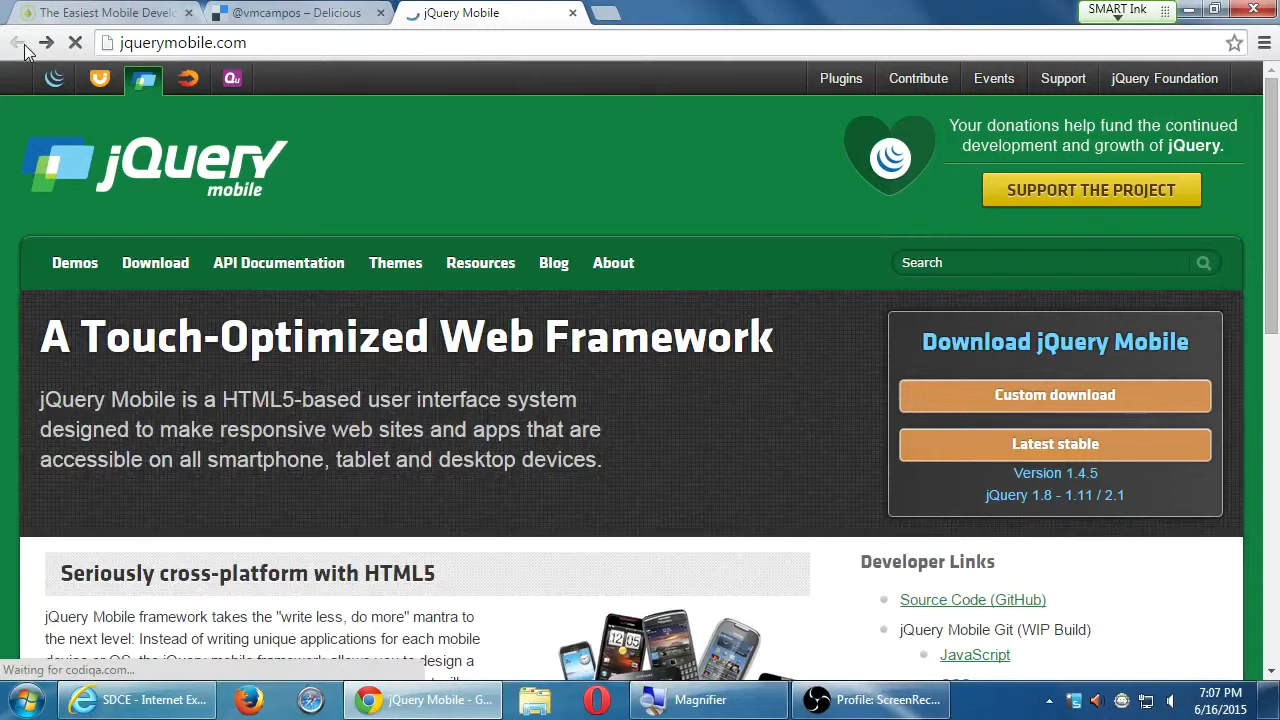 The Easiest Mobile Develo
@vmcampos – Delicious
jQuery Mobile
SMART Ink
jquerymobile.com
Qu
Plugins
Contribute
Events
Support
jQuery Foundation
jQuery
mobile
Your donations help fund the continued
development and growth of jQuery.
SUPPORT THE PROJECT
Demos
Download
API Documentation
Themes
Resources
Blog
About
Search
A Touch-Optimized Web Framework
jQuery Mobile is a HTML5-based user interface system
designed to make responsive web sites and apps that are
accessible on all smartphone, tablet and desktop devices.
Download jQuery Mobile
Custom download
Latest stable
Version 1.4.5
jQuery 1.8 - 1.11 / 2.1
Seriously cross-platform with HTML5
jQuery Mobile framework takes the "write less, do more" mantra to
the next level: Instead of writing unique applications for each mobile
device or OS, the jQuery mobile framework allows you to design a
Developer Links
Source Code (GitHub)
jQuery Mobile Git (WIP Build)
JavaScript
Waiting for codiqa.com...
SDCE - Internet Ex...
jQuery Mobile - G...
Magnifier
Profile: ScreenRec...
7:07 PM
6/16/2015